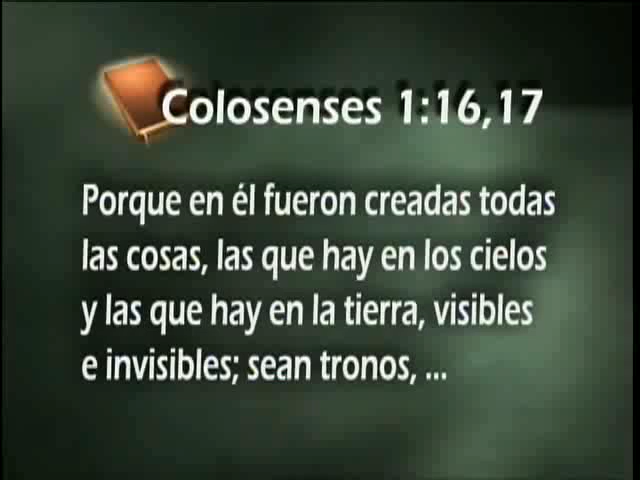 Colosenses 1:16,17
Porque en él fueron creadas todas
las cosas, las que hay en los cielos
y las que hay en la tierra, visibles
e invisibles; sean tronos, ...